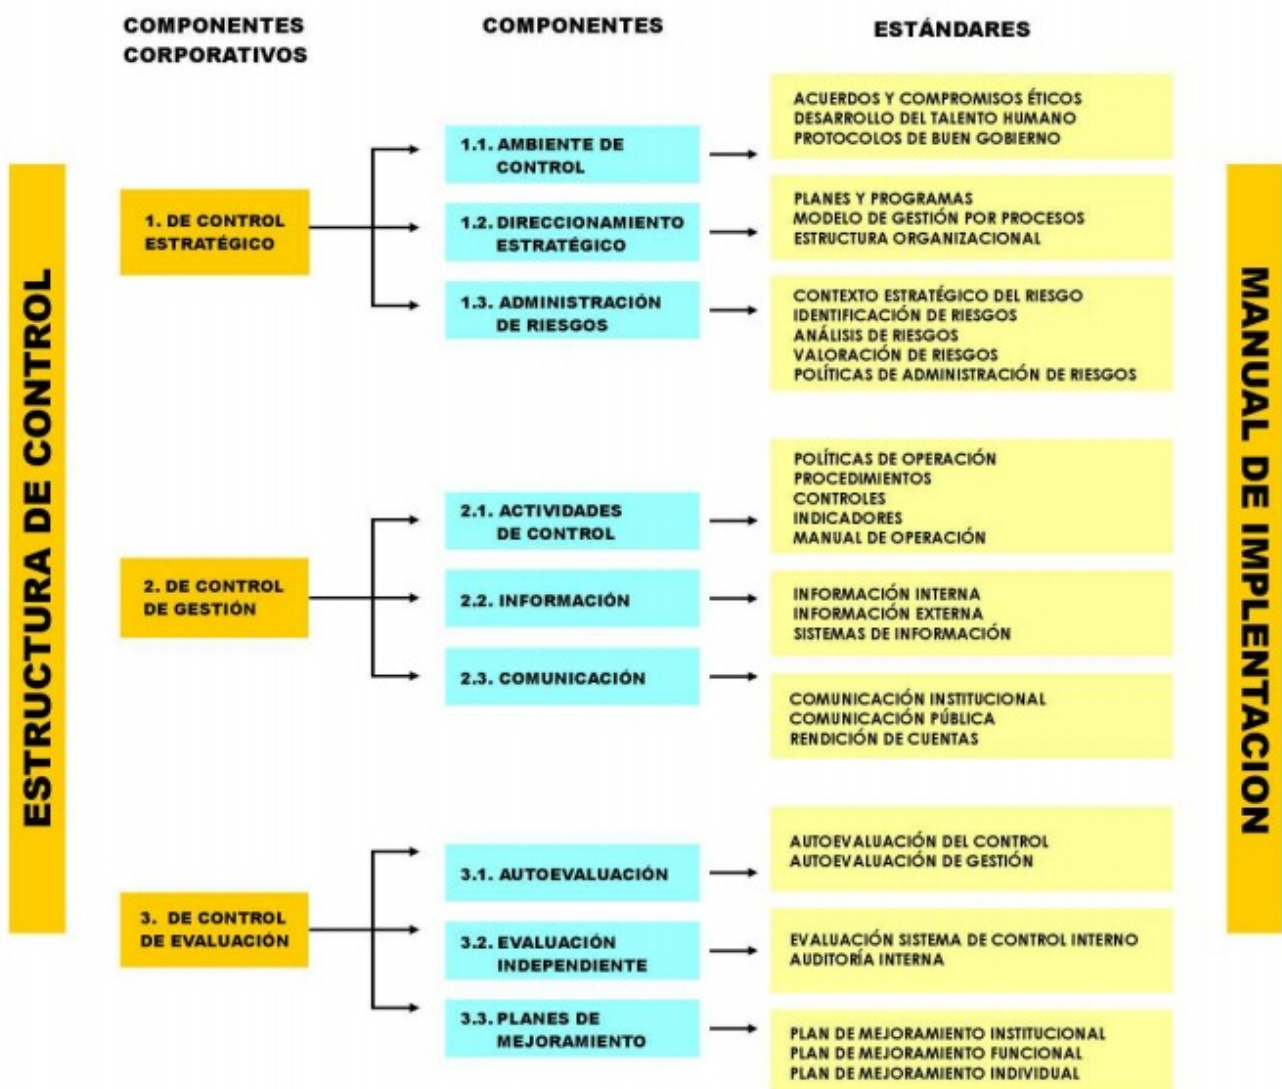 COMPONENTES
CORPORATIVOS
COMPONENTES
ESTÁNDARES
ESTRUCTURA DE CONTROL
1. DE CONTROL
ESTRATÉGICO
1.1. AMBIENTE DE
CONTROL
ACUERDOS Y COMPROMISOS ÉTICOS
DESARROLLO DEL TALENTO HUMANO
PROTOCOLOS DE BUEN GOBIERNO
1.2. DIRECCIONAMIENTO
ESTRATÉGICO
PLANES Y PROGRAMAS
MODELO DE GESTIÓN POR PROCESOS
ESTRUCTURA ORGANIZACIONAL
1.3. ADMINISTRACIÓN
DE RIESGOS
CONTEXTO ESTRATÉGICO DEL RIESGO
IDENTIFICACIÓN DE RIESGOS
ANÁLISIS DE RIESGOS
VALORACIÓN DE RIESGOS
POLÍTICAS DE ADMINISTRACIÓN DE RIESGOS
2. DE CONTROL
DE GESTIÓN
2.1. ACTIVIDADES
DE CONTROL
POLÍTICAS DE OPERACIÓN
PROCEDIMIENTOS
CONTROLES
INDICADORES
MANUAL DE OPERACIÓN
2.2. INFORMACIÓN
INFORMACIÓN INTERNA
INFORMACIÓN EXTERNA
SISTEMAS DE INFORMACIÓN
2.3. COMUNICACIÓN
COMUNICACIÓN INSTITUCIONAL
COMUNICACIÓN PÚBLICA
RENDICIÓN DE CUENTAS
3. DE CONTROL
DE EVALUACIÓN
3.1. AUTOEVALUACIÓN
AUTOEVALUACIÓN DEL CONTROL
AUTOEVALUACIÓN DE GESTIÓN
3.2. EVALUACIÓN
INDEPENDIENTE
EVALUACIÓN SISTEMA DE CONTROL INTERNO
AUDITORÍA INTERNA
3.3. PLANES DE
MEJORAMIENTO
PLAN DE MEJORAMIENTO INSTITUCIONAL
PLAN DE MEJORAMIENTO FUNCIONAL
PLAN DE MEJORAMIENTO INDIVIDUAL
MANUAL DE IMPLENTACION